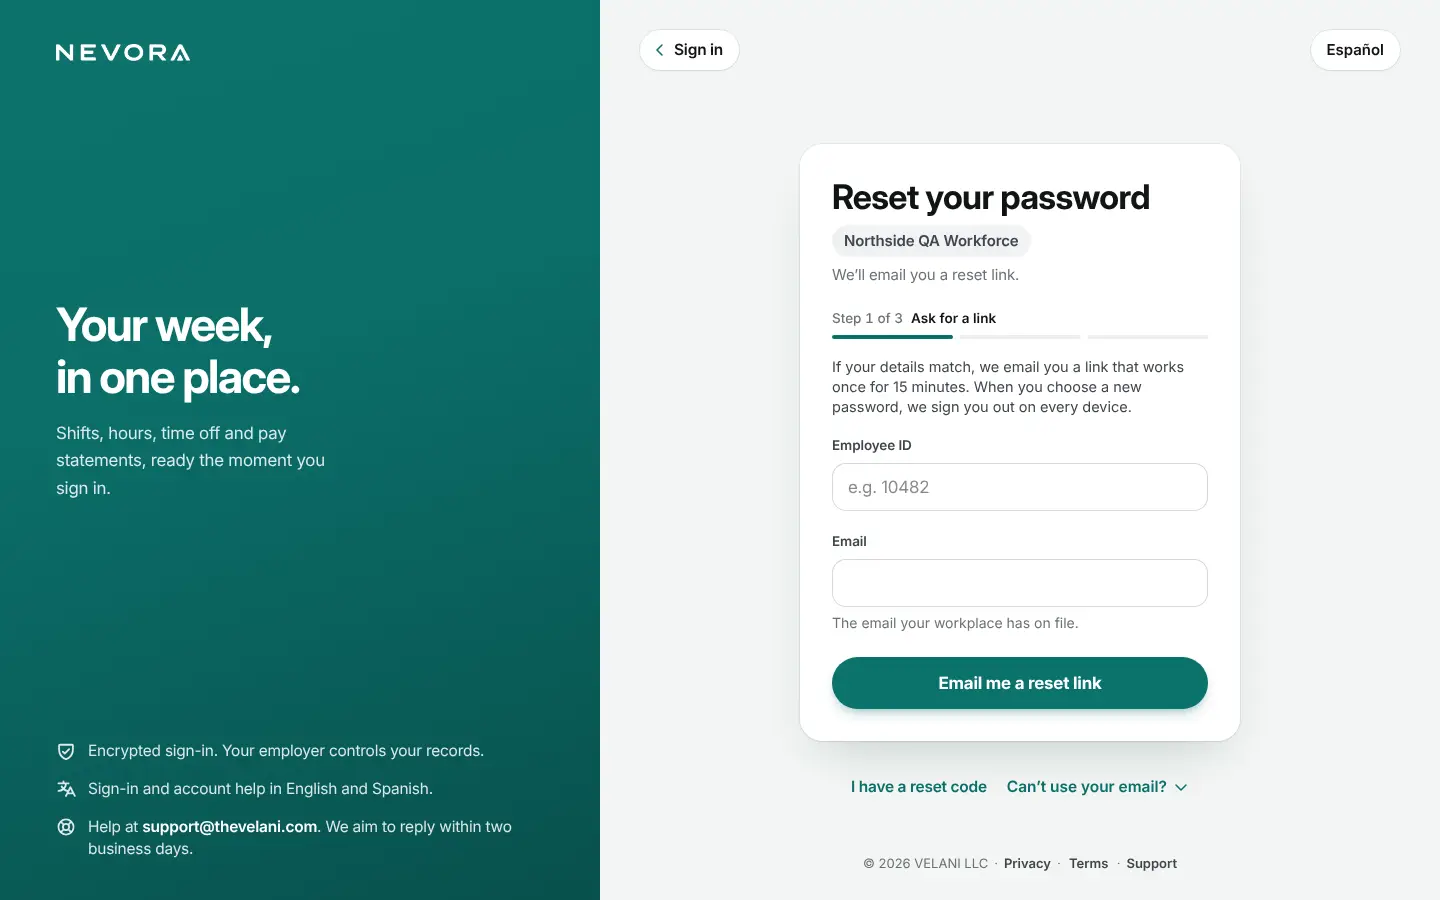 NEVORA
Your week,
in one place.
Shifts, hours, time off and pay
statements, ready the moment you
sign in.
Encrypted sign-in. Your employer controls your records.
Sign-in and account help in English and Spanish.
Help at support@thevelani.com. We aim to reply within two
business days.
Sign in
Español
Reset your password
Northside QA Workforce
We’ll email you a reset link.
Step 1 of 3 Ask for a link
If your details match, we email you a link that works
once for 15 minutes. When you choose a new
password, we sign you out on every device.
Employee ID
e.g. 10482
Email
The email your workplace has on file.
Email me a reset link
I have a reset code Can’t use your email?
© 2026 VELANI LLC · Privacy · Terms · Support